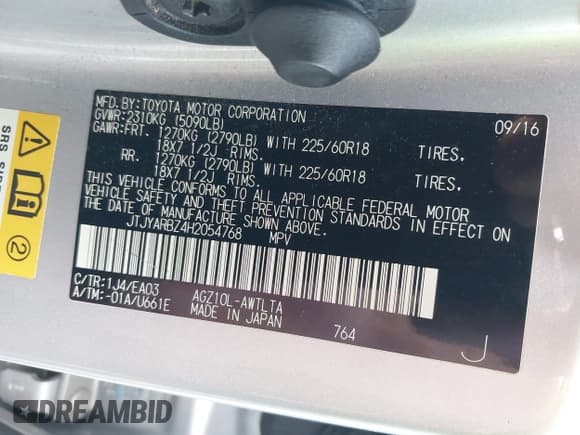 MFD. BY: TOYOTA MOTOR CORPORATION 09/16
GVWR: 2310KG (5090LB)
GAWR: FRT. 1270KG (2790LB) WITH 225/60R18 TIRES.
18X7 1/2J RIMS.
RR. 1270KG (2790LB) WITH 225/60R18 TIRES.
18X7 1/2J RIMS.
THIS VEHICLE CONFORMS TO ALL APPLICABLE FEDERAL MOTOR
VEHICLE SAFETY AND THEFT PREVENTION STANDARDS IN EFFECT ON
THE DATE OF MANUFACTURE SHOWN ABOVE.
JTJYARBZ4H2054768 MPV
C/TR: 1J4/EA03 AGZ10L-AWTLTA
A/TM: -01A/U661E MADE IN JAPAN 764 J
SRS
2
DREAMBID